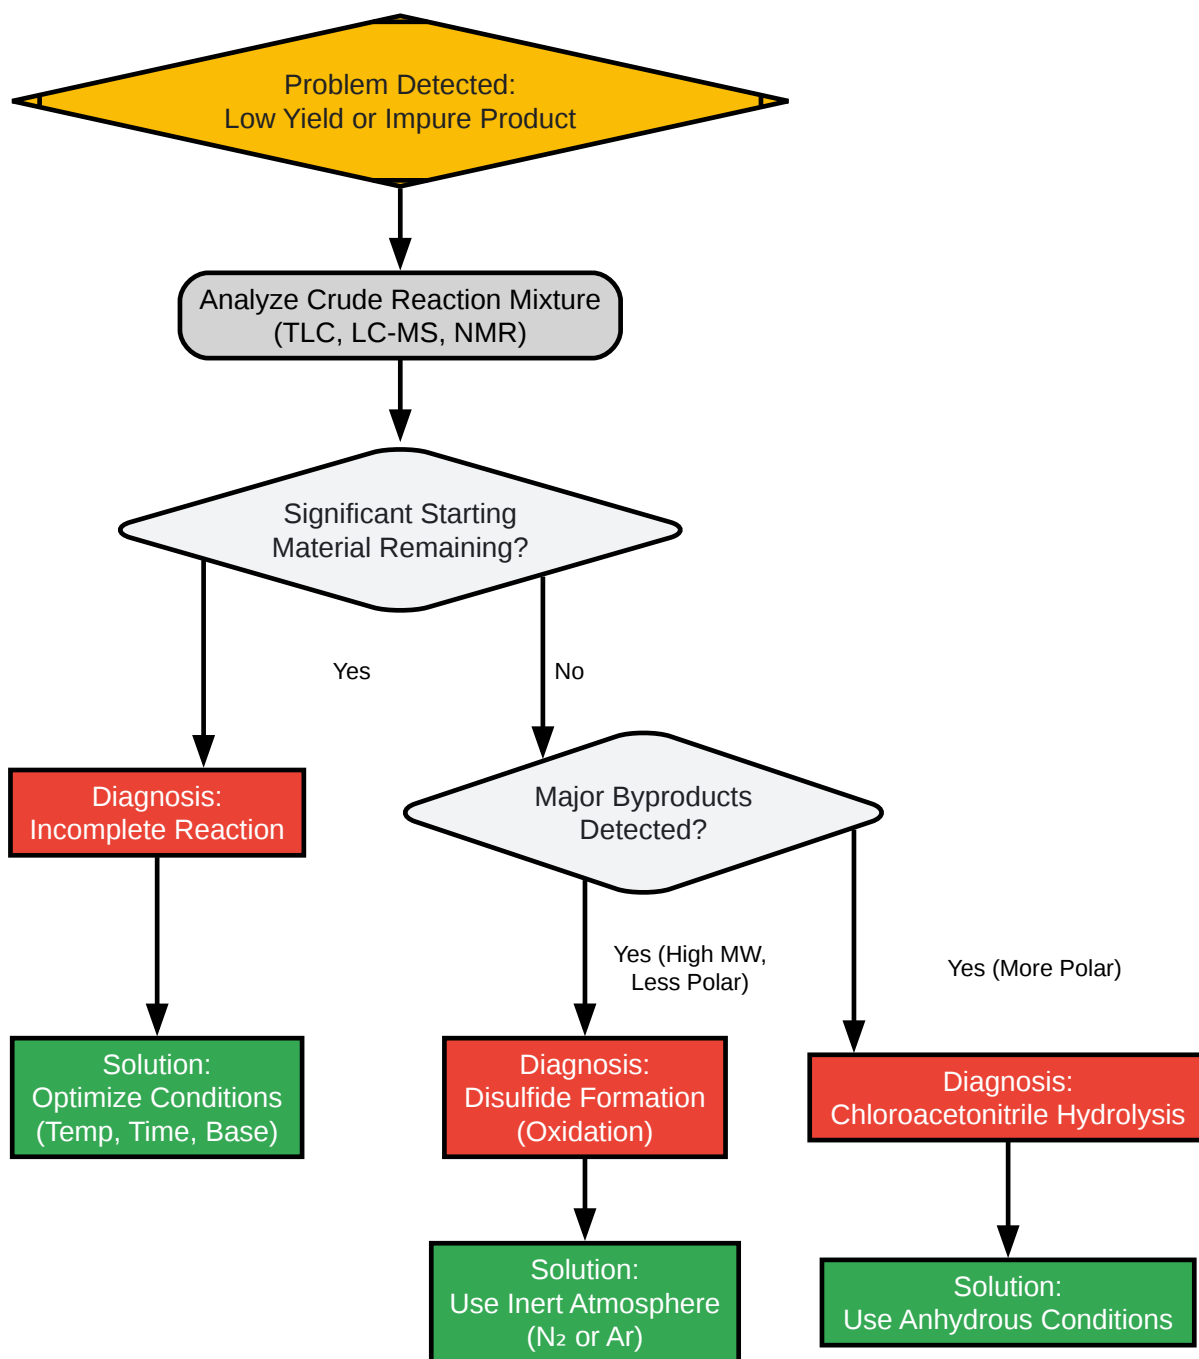 Problem Detected:
Low Yield or Impure Product
Analyze Crude Reaction Mixture
(TLC, LC-MS, NMR)
Significant Starting
Material Remaining?
Yes
No
Diagnosis:
Incomplete Reaction
Major Byproducts
Detected?
Yes (High MW,
Less Polar)
Yes (More Polar)
Solution:
Optimize Conditions
(Temp, Time, Base)
Diagnosis:
Disulfide Formation
(Oxidation)
Diagnosis:
Chloroacetonitrile Hydrolysis
Solution:
Use Inert Atmosphere
(N₂ or Ar)
Solution:
Use Anhydrous Conditions